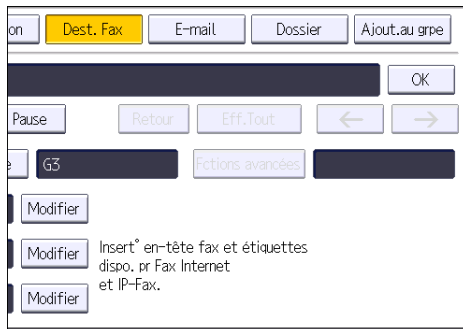 on Dest. Fax E-mail Dossier Ajout.au grpe
OK
Pause Retour Eff.Tout ← →
e G3 Fctions avancées
Modifier
Modifier Insert° en-tête fax et étiquettes
dispo. pr Fax Internet
Modifier et IP-Fax.